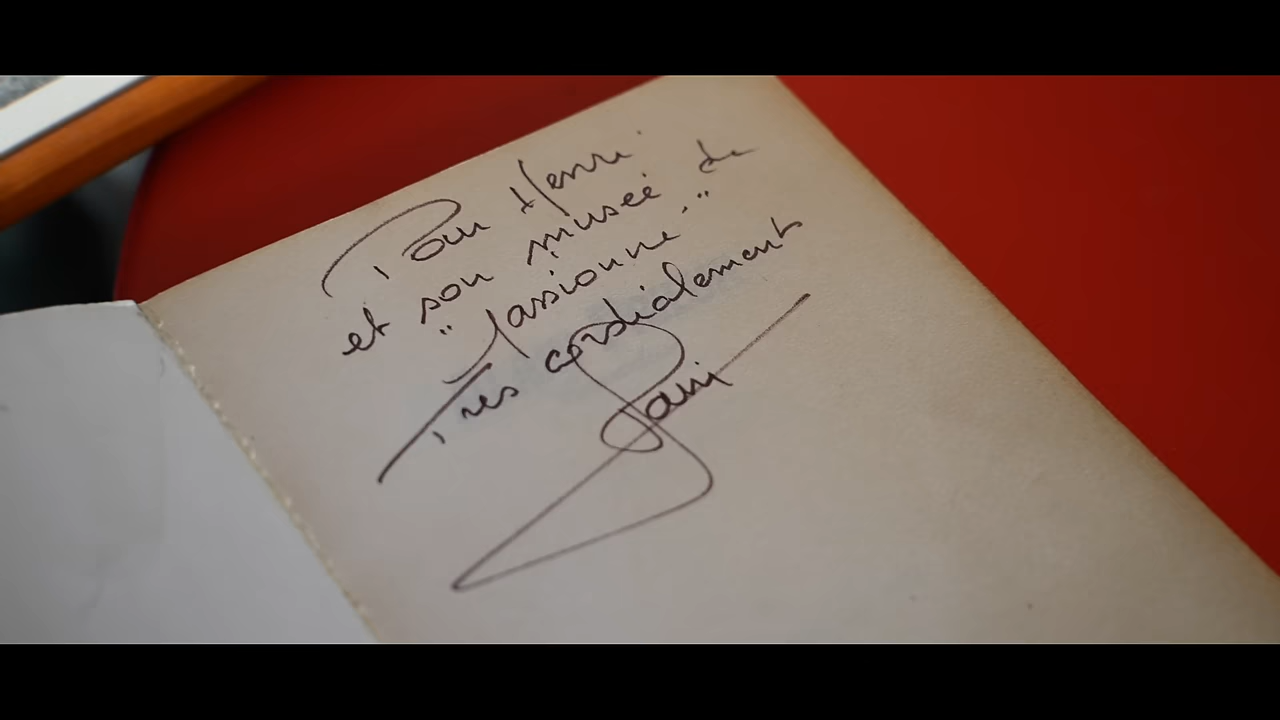 Pour Henri
et son musée de
"Passionné."
Très cordialement